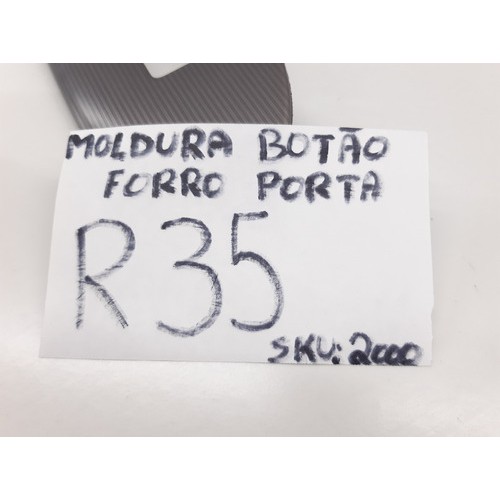 MOLDURA BOTÃO
FORRO PORTA
R35
SKU: 2000